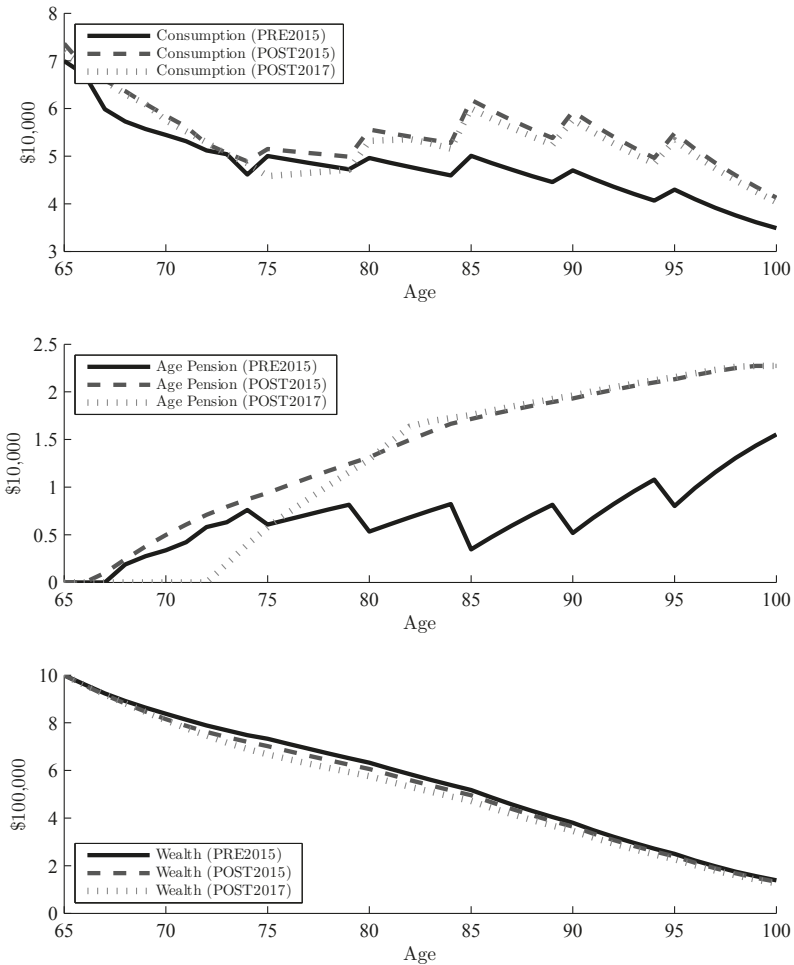 8
7
6
5
4
3
$10,000
Consumption (PRE2015)
Consumption (POST2015)
Consumption (POST2017)
65 70 75 80 85 90 95 100
Age
2.5
2
1.5
1
0.5
0
$10,000
Age Pension (PRE2015)
Age Pension (POST2015)
Age Pension (POST2017)
65 70 75 80 85 90 95 100
Age
10
8
6
4
2
0
$100,000
Wealth (PRE2015)
Wealth (POST2015)
Wealth (POST2017)
65 70 75 80 85 90 95 100
Age